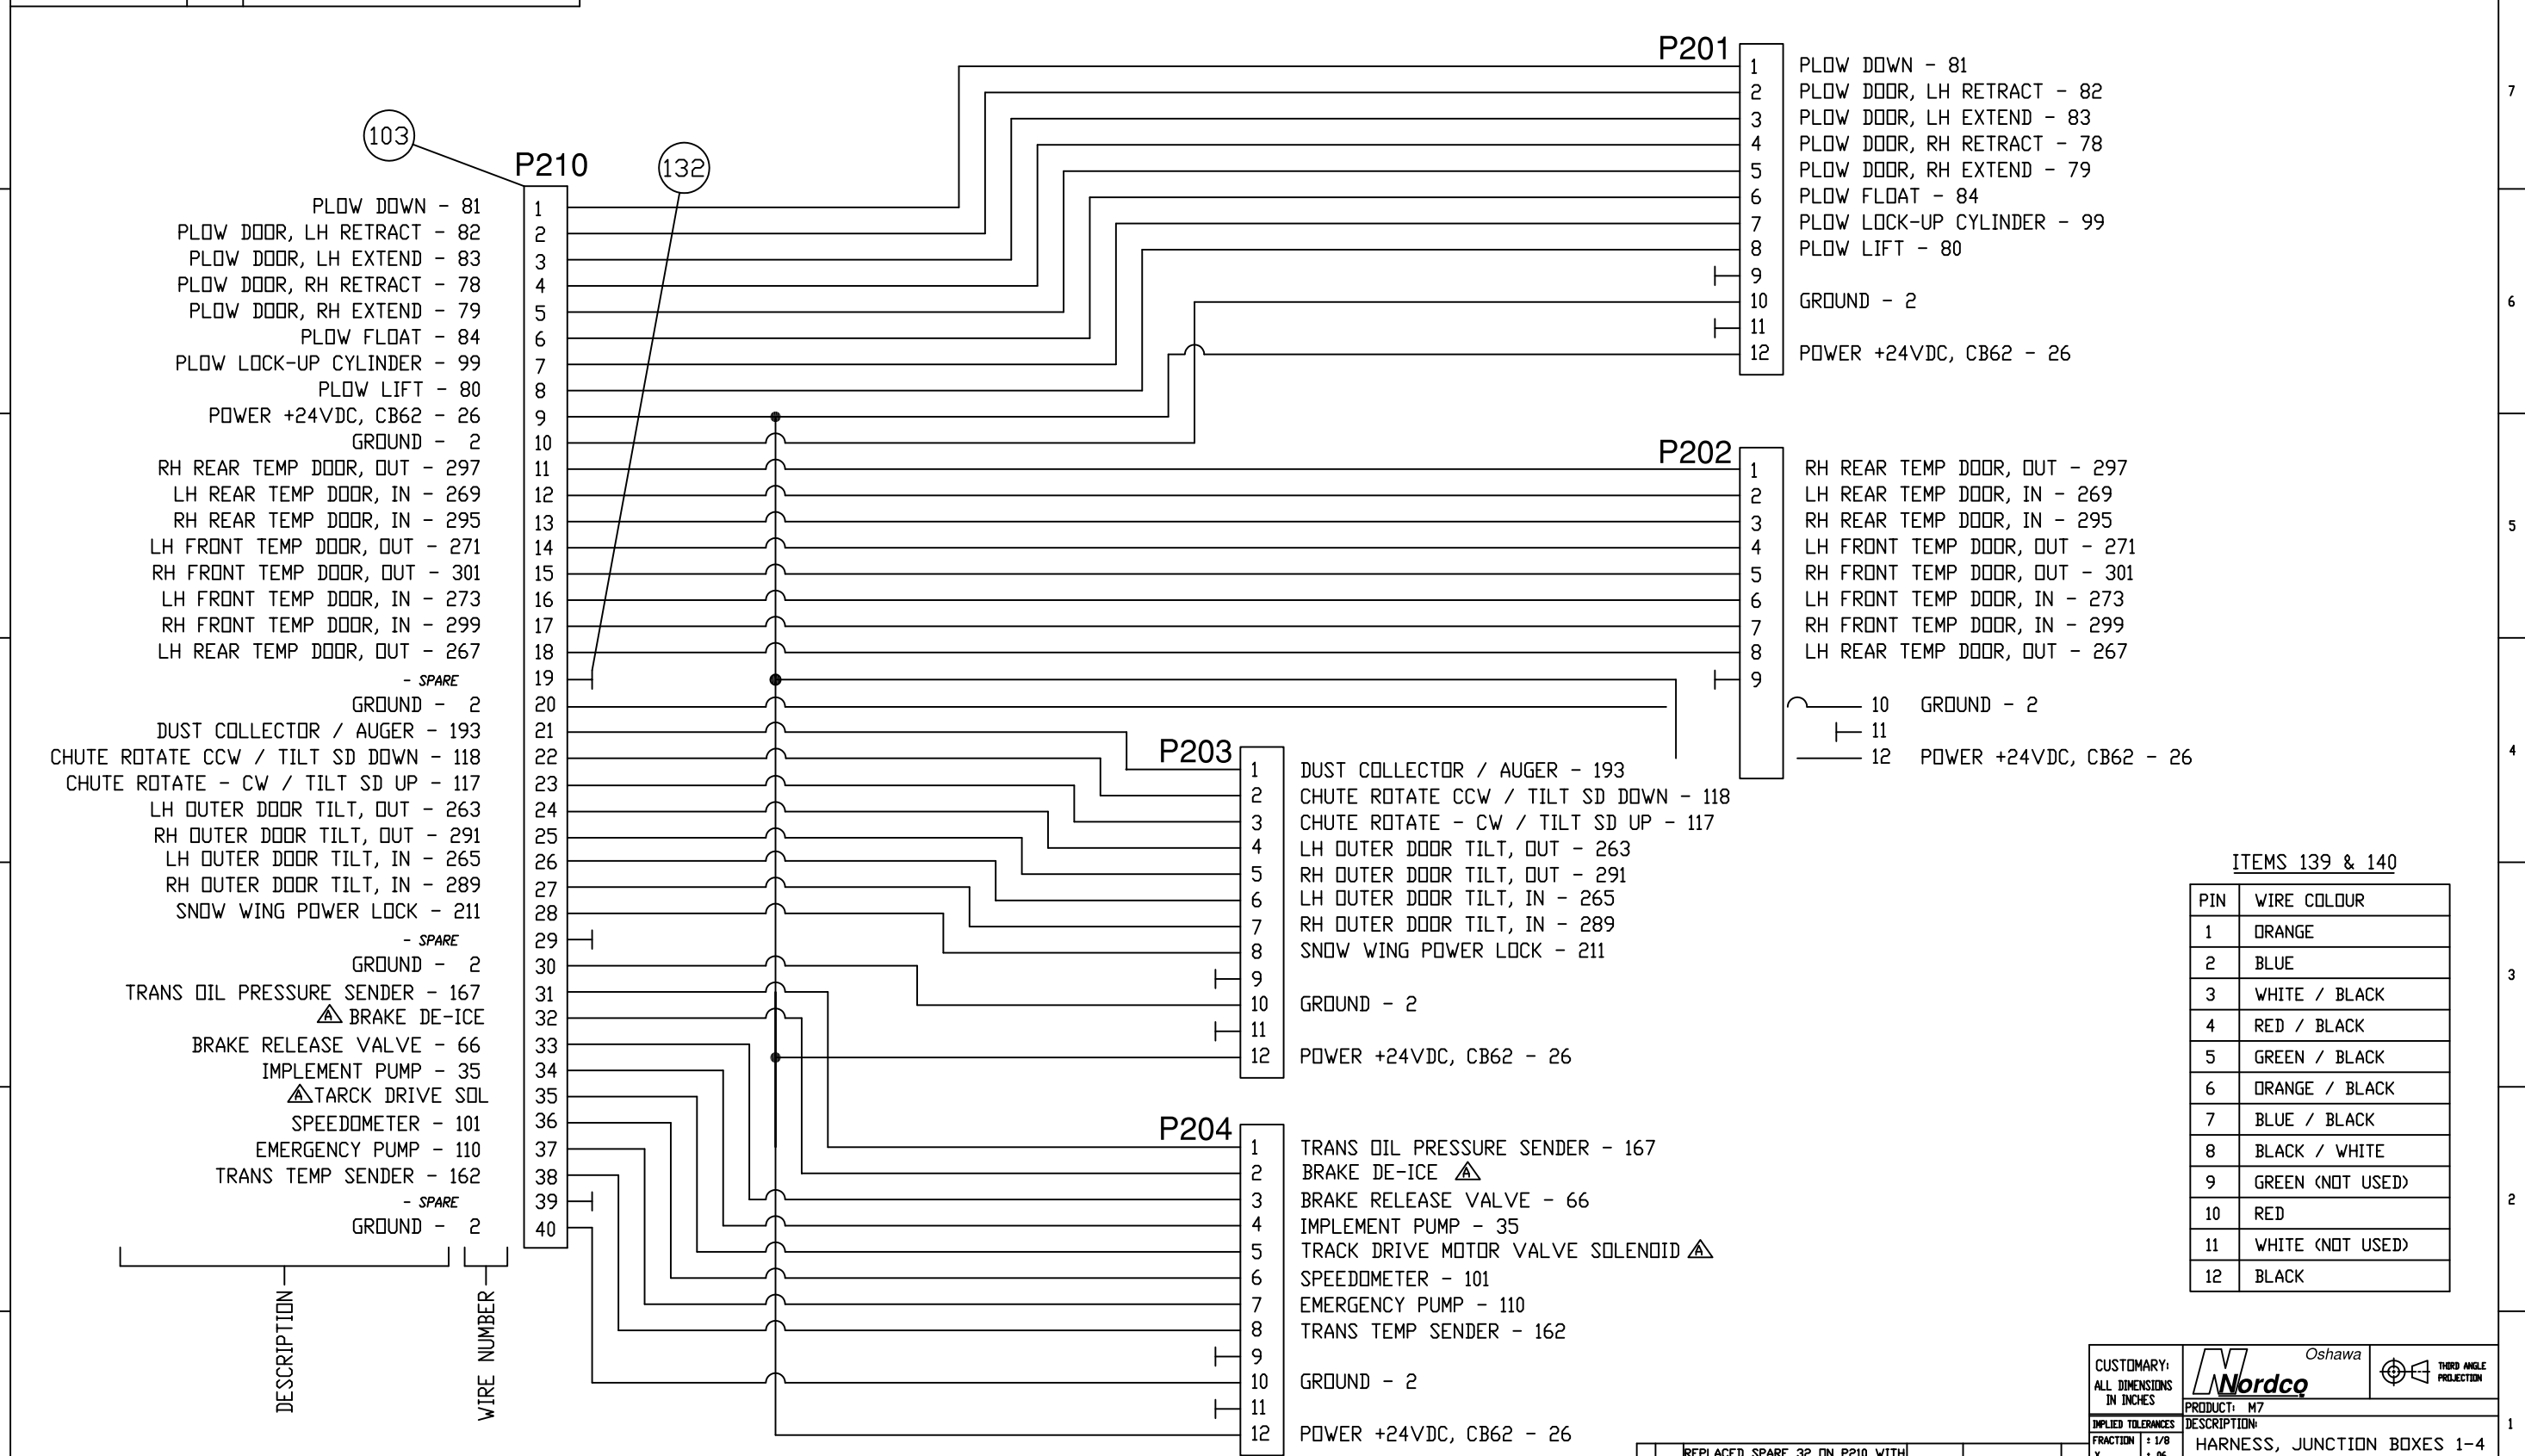 103
P210
132
PLOW DOWN - 81 1
PLOW DOOR, LH RETRACT - 82 2
PLOW DOOR, LH EXTEND - 83 3
PLOW DOOR, RH RETRACT - 78 4
PLOW DOOR, RH EXTEND - 79 5
PLOW FLOAT - 84 6
PLOW LOCK-UP CYLINDER - 99 7
PLOW LIFT - 80 8
POWER +24VDC, CB62 - 26 9
GROUND - 2 10
RH REAR TEMP DOOR, OUT - 297 11
LH REAR TEMP DOOR, IN - 269 12
RH REAR TEMP DOOR, IN - 295 13
LH FRONT TEMP DOOR, OUT - 271 14
RH FRONT TEMP DOOR, OUT - 301 15
LH FRONT TEMP DOOR, IN - 273 16
RH FRONT TEMP DOOR, IN - 299 17
LH REAR TEMP DOOR, OUT - 267 18
- SPARE 19
GROUND - 2 20
DUST COLLECTOR / AUGER - 193 21
CHUTE ROTATE CCW / TILT SD DOWN - 118 22
CHUTE ROTATE - CW / TILT SD UP - 117 23
LH OUTER DOOR TILT, OUT - 263 24
RH OUTER DOOR TILT, OUT - 291 25
LH OUTER DOOR TILT, IN - 265 26
RH OUTER DOOR TILT, IN - 289 27
SNOW WING POWER LOCK - 211 28
- SPARE 29
GROUND - 2 30
TRANS OIL PRESSURE SENDER - 167 31
A BRAKE DE-ICE 32
BRAKE RELEASE VALVE - 66 33
IMPLEMENT PUMP - 35 34
A TARCK DRIVE SOL 35
SPEEDOMETER - 101 36
EMERGENCY PUMP - 110 37
TRANS TEMP SENDER - 162 38
- SPARE 39
GROUND - 2 40
DESCRIPTION
WIRE NUMBER
P201
1 PLOW DOWN - 81
2 PLOW DOOR, LH RETRACT - 82
3 PLOW DOOR, LH EXTEND - 83
4 PLOW DOOR, RH RETRACT - 78
5 PLOW DOOR, RH EXTEND - 79
6 PLOW FLOAT - 84
7 PLOW LOCK-UP CYLINDER - 99
8 PLOW LIFT - 80
9
10 GROUND - 2
11
12 POWER +24VDC, CB62 - 26
P202
1 RH REAR TEMP DOOR, OUT - 297
2 LH REAR TEMP DOOR, IN - 269
3 RH REAR TEMP DOOR, IN - 295
4 LH FRONT TEMP DOOR, OUT - 271
5 RH FRONT TEMP DOOR, OUT - 301
6 LH FRONT TEMP DOOR, IN - 273
7 RH FRONT TEMP DOOR, IN - 299
8 LH REAR TEMP DOOR, OUT - 267
9
10 GROUND - 2
11
12 POWER +24VDC, CB62 - 26
P203
1 DUST COLLECTOR / AUGER - 193
2 CHUTE ROTATE CCW / TILT SD DOWN - 118
3 CHUTE ROTATE - CW / TILT SD UP - 117
4 LH OUTER DOOR TILT, OUT - 263
5 RH OUTER DOOR TILT, OUT - 291
6 LH OUTER DOOR TILT, IN - 265
7 RH OUTER DOOR TILT, IN - 289
8 SNOW WING POWER LOCK - 211
9
10 GROUND - 2
11
12 POWER +24VDC, CB62 - 26
P204
1 TRANS OIL PRESSURE SENDER - 167
2 BRAKE DE-ICE A
3 BRAKE RELEASE VALVE - 66
4 IMPLEMENT PUMP - 35
5 TRACK DRIVE MOTOR VALVE SOLENOID A
6 SPEEDOMETER - 101
7 EMERGENCY PUMP - 110
8 TRANS TEMP SENDER - 162
9
10 GROUND - 2
11
12 POWER +24VDC, CB62 - 26
ITEMS 139 & 140
PIN WIRE COLOUR
1 ORANGE
2 BLUE
3 WHITE / BLACK
4 RED / BLACK
5 GREEN / BLACK
6 ORANGE / BLACK
7 BLUE / BLACK
8 BLACK / WHITE
9 GREEN (NOT USED)
10 RED
11 WHITE (NOT USED)
12 BLACK
7
6
5
4
3
2
1
CUSTOMARY:
ALL DIMENSIONS
IN INCHES
Oshawa
Nordco
THIRD ANGLE
PROJECTION
PRODUCT: M7
IMPLIED TOLERANCES
DESCRIPTION:
FRACTION ± 1/8
HARNESS, JUNCTION BOXES 1-4
REPLACED SPARE 32 ON P210 WITH